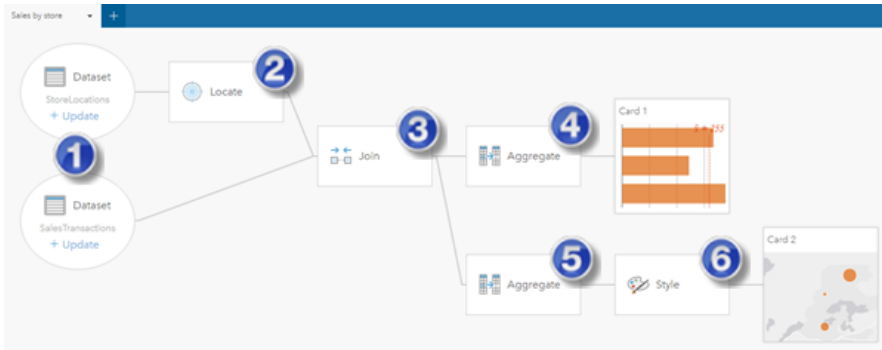 Sales by store
+
Dataset
StoreLocations
+ Update
1
Dataset
SalesTransactions
+ Update
2
Locate
3
Join
4
Aggregate
Card 1
5
Aggregate
6
Style
Card 2